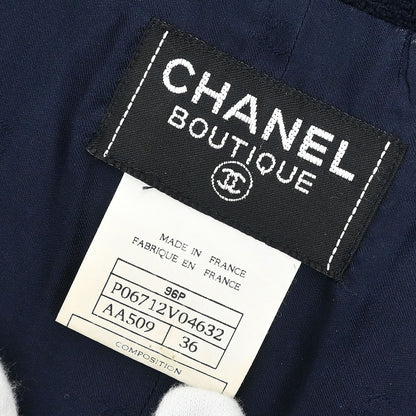 CHANEL
BOUTIQUE
MADE IN FRANCE
FABRIQUE EN FRANCE
96P
P06712V04632
AA509 36
COMPOSITION